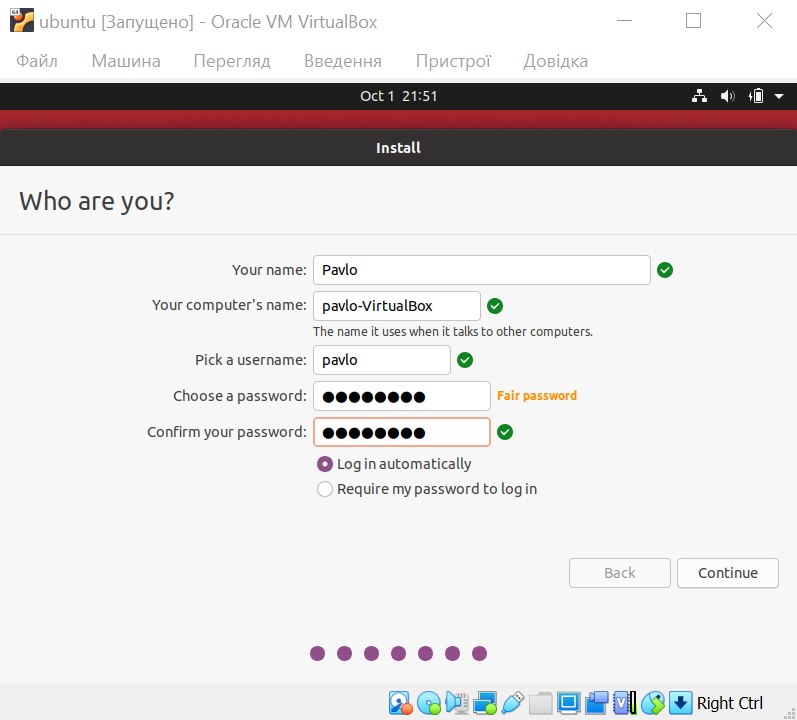 ubuntu [Запущено] - Oracle VM VirtualBox
Файл Машина Перегляд Введення Пристрої Довідка
Oct 1 21:51
Install
Who are you?
Your name: Pavlo
Your computer's name: pavlo-VirtualBox
The name it uses when it talks to other computers.
Pick a username: pavlo
Choose a password: ●●●●●●●● Fair password
Confirm your password: ●●●●●●●●
Log in automatically
Require my password to log in
Back Continue
Right Ctrl